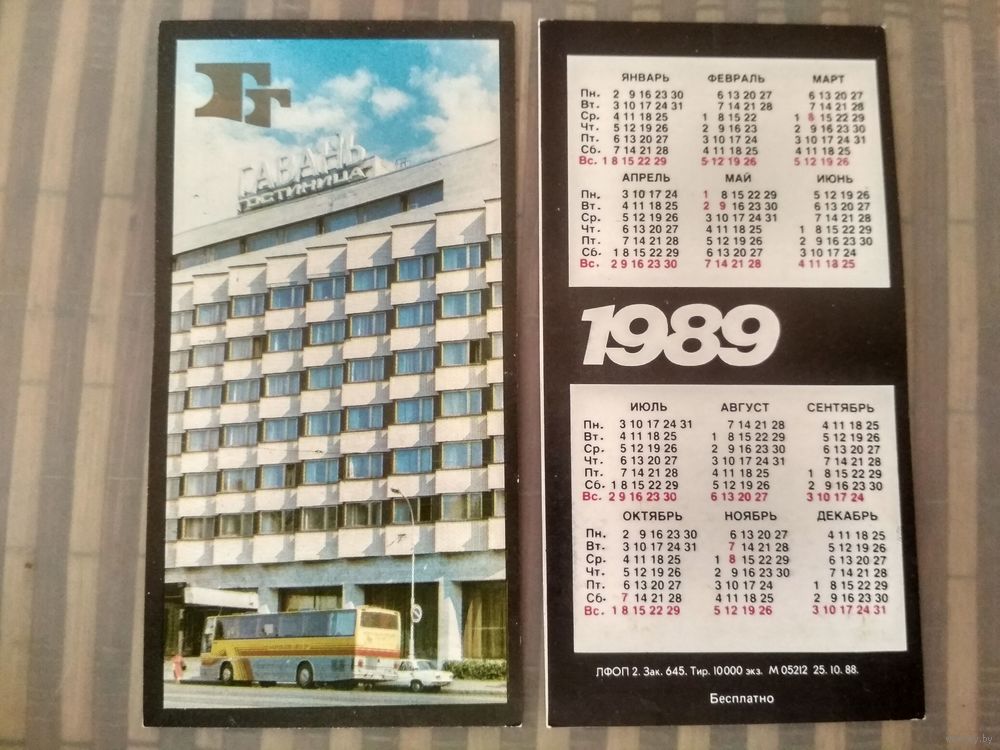 Г
ГАВАНЬ
ГОСТИНИЦА
ЯНВАРЬ ФЕВРАЛЬ МАРТ
Пн. 2 9 16 23 30 6 13 20 27 6 13 20 27
Вт. 3 10 17 24 31 7 14 21 28 7 14 21 28
Ср. 4 11 18 25 1 8 15 22 1 8 15 22 29
Чт. 5 12 19 26 2 9 16 23 2 9 16 23 30
Пт. 6 13 20 27 3 10 17 24 3 10 17 24 31
Сб. 7 14 21 28 4 11 18 25 4 11 18 25
Вс. 1 8 15 22 29 5 12 19 26 5 12 19 26
АПРЕЛЬ МАЙ ИЮНЬ
Пн. 3 10 17 24 1 8 15 22 29 5 12 19 26
Вт. 4 11 18 25 2 9 16 23 30 6 13 20 27
Ср. 5 12 19 26 3 10 17 24 31 7 14 21 28
Чт. 6 13 20 27 4 11 18 25 1 8 15 22 29
Пт. 7 14 21 28 5 12 19 26 2 9 16 23 30
Сб. 1 8 15 22 29 6 13 20 27 3 10 17 24
Вс. 2 9 16 23 30 7 14 21 28 4 11 18 25
1989
ИЮЛЬ АВГУСТ СЕНТЯБРЬ
Пн. 3 10 17 24 31 7 14 21 28 4 11 18 25
Вт. 4 11 18 25 1 8 15 22 29 5 12 19 26
Ср. 5 12 19 26 2 9 16 23 30 6 13 20 27
Чт. 6 13 20 27 3 10 17 24 31 7 14 21 28
Пт. 7 14 21 28 4 11 18 25 1 8 15 22 29
Сб. 1 8 15 22 29 5 12 19 26 2 9 16 23 30
Вс. 2 9 16 23 30 6 13 20 27 3 10 17 24
ОКТЯБРЬ НОЯБРЬ ДЕКАБРЬ
Пн. 2 9 16 23 30 6 13 20 27 4 11 18 25
Вт. 3 10 17 24 31 7 14 21 28 5 12 19 26
Ср. 4 11 18 25 1 8 15 22 29 6 13 20 27
Чт. 5 12 19 26 2 9 16 23 30 7 14 21 28
Пт. 6 13 20 27 3 10 17 24 1 8 15 22 29
Сб. 7 14 21 28 4 11 18 25 2 9 16 23 30
Вс. 1 8 15 22 29 5 12 19 26 3 10 17 24 31
ЛФОП 2. Зак. 645. Тир. 10000 экз. М 05212 25. 10. 88.
Бесплатно